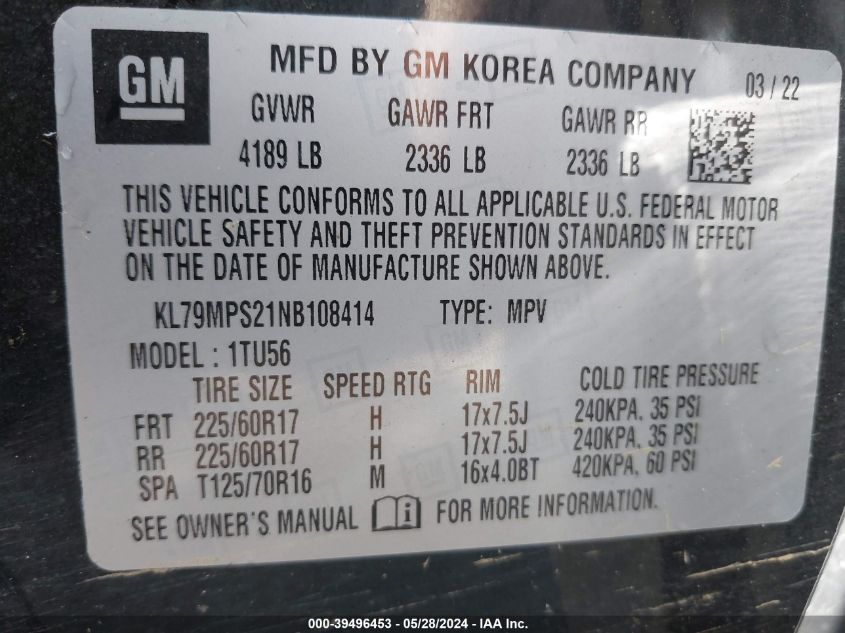 GM
MFD BY GM KOREA COMPANY 03 / 22
GVWR GAWR FRT GAWR RR
4189 LB 2336 LB 2336 LB
THIS VEHICLE CONFORMS TO ALL APPLICABLE U.S. FEDERAL MOTOR
VEHICLE SAFETY AND THEFT PREVENTION STANDARDS IN EFFECT
ON THE DATE OF MANUFACTURE SHOWN ABOVE.
KL79MPS21NB108414 TYPE: MPV
MODEL : 1TU56
TIRE SIZE SPEED RTG RIM COLD TIRE PRESSURE
FRT 225/60R17 H 17x7.5J 240KPA, 35 PSI
RR 225/60R17 H 17x7.5J 240KPA, 35 PSI
SPA T125/70R16 M 16x4.0BT 420KPA, 60 PSI
SEE OWNER'S MANUAL i FOR MORE INFORMATION.
000-39496453 / 05/28/2024 / IAA Inc.